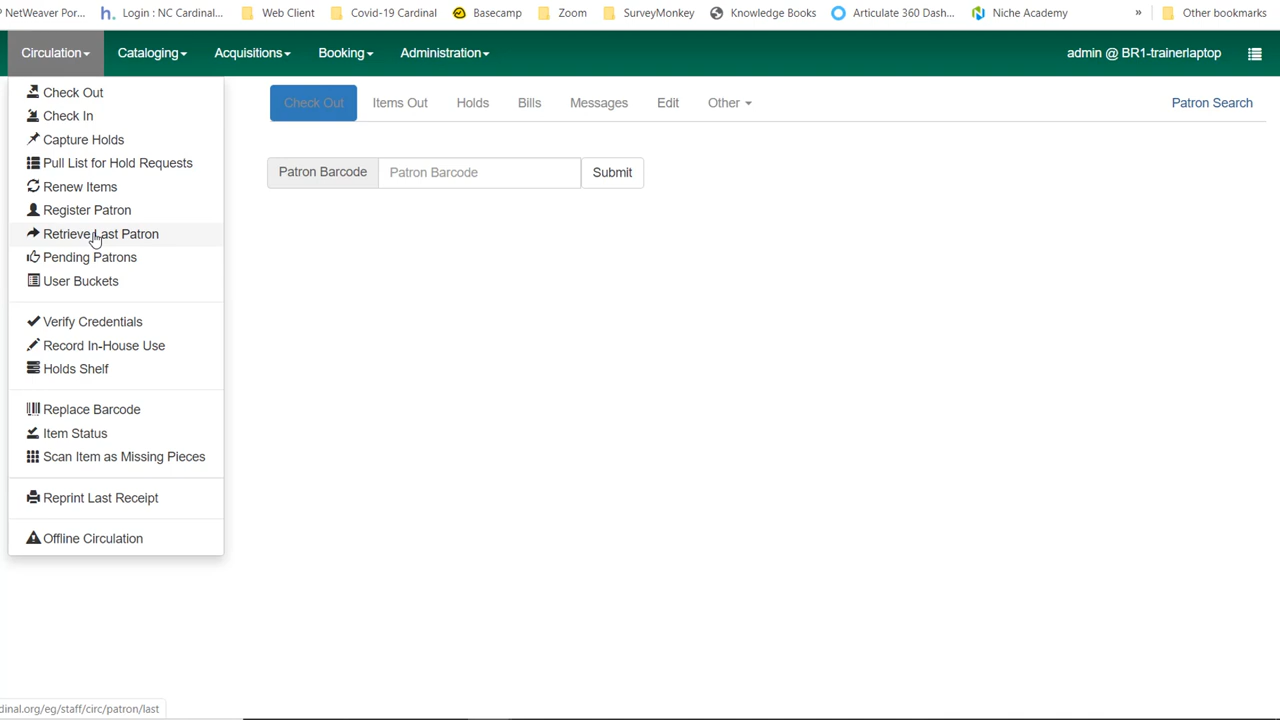 P NetWeaver Por... Login : NC Cardinal... Web Client Covid-19 Cardinal Basecamp Zoom SurveyMonkey Knowledge Books Articulate 360 Dash... Niche Academy » Other bookmarks
Circulation Cataloging Acquisitions Booking Administration admin @ BR1-trainerlaptop
Check Out Items Out Holds Bills Messages Edit Other Patron Search
Patron Barcode Patron Barcode Submit
Check Out
Check In
Capture Holds
Pull List for Hold Requests
Renew Items
Register Patron
Retrieve Last Patron
Pending Patrons
User Buckets
Verify Credentials
Record In-House Use
Holds Shelf
Replace Barcode
Item Status
Scan Item as Missing Pieces
Reprint Last Receipt
Offline Circulation
dinal.org/eg/staff/circ/patron/last